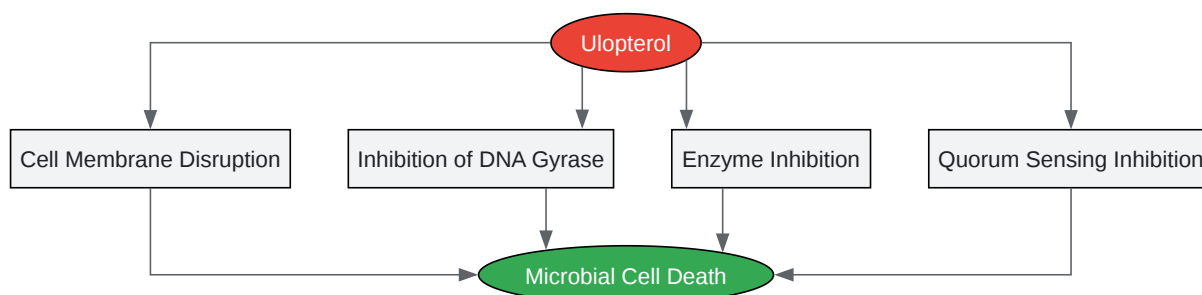 Ulopterol
Cell Membrane Disruption
Inhibition of DNA Gyrase
Enzyme Inhibition
Quorum Sensing Inhibition
Microbial Cell Death